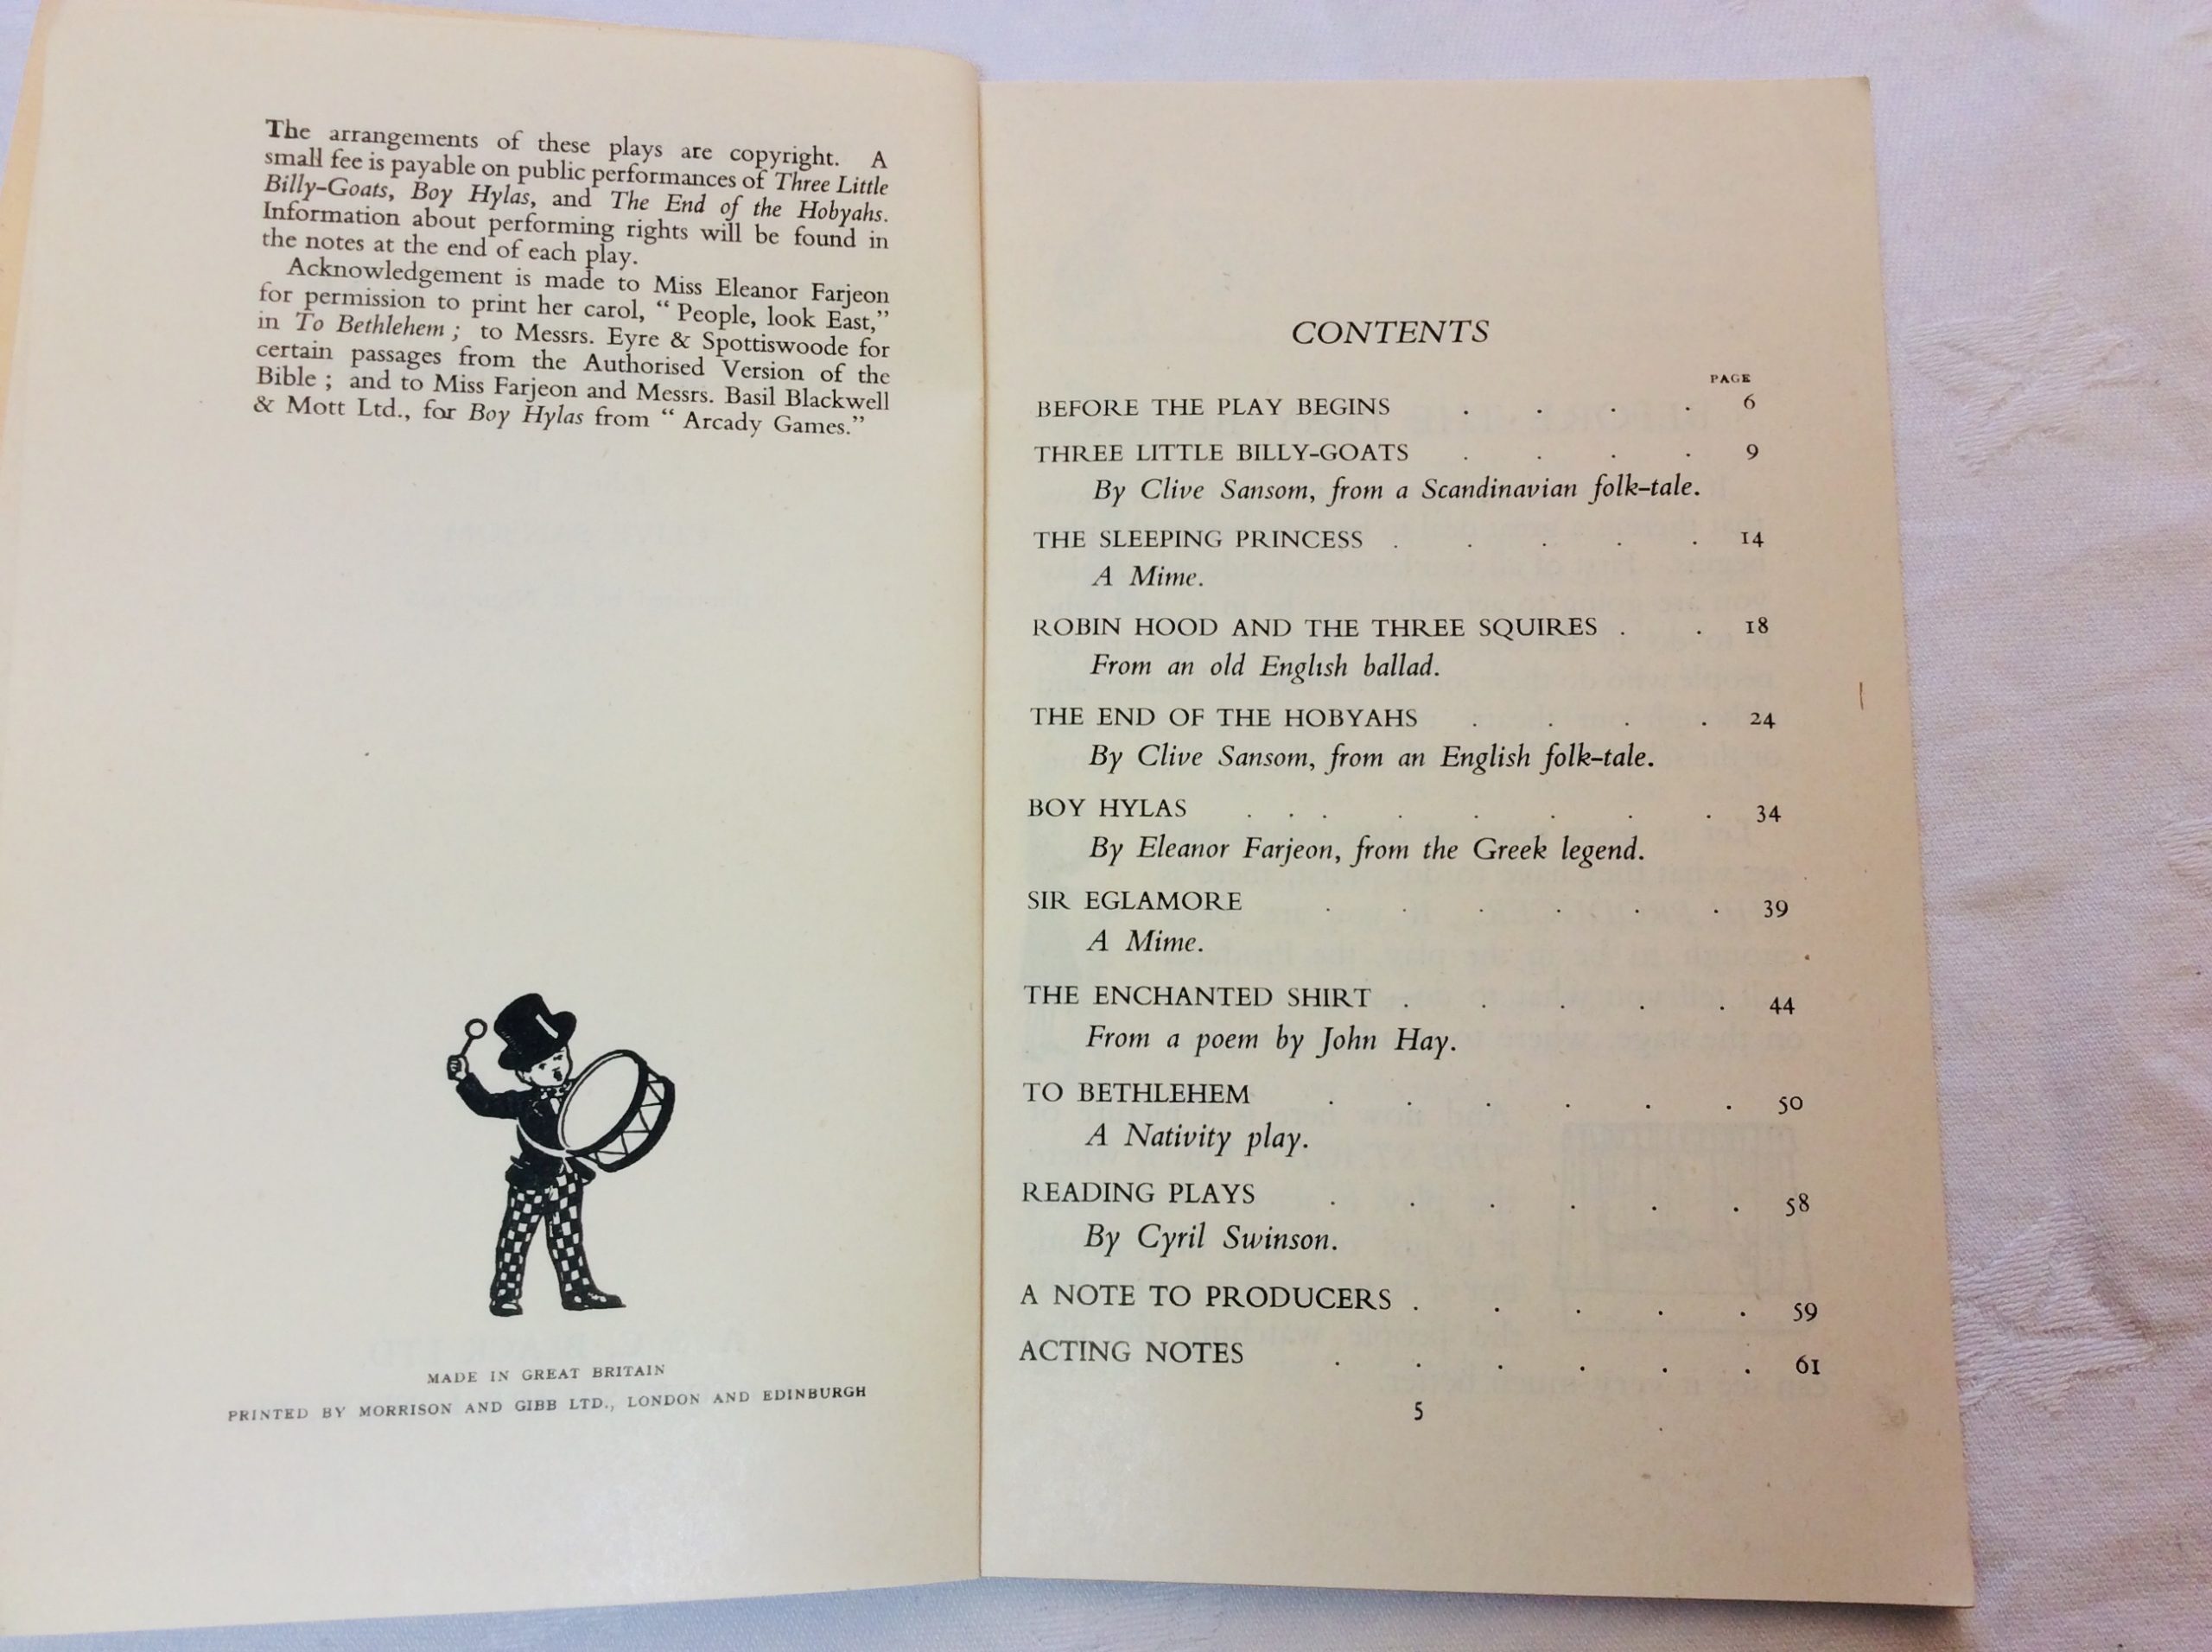 The arrangements of these plays are copyright. A
small fee is payable on public performances of Three Little
Billy-Goats, Boy Hylas, and The End of the Hobyahs.
Information about performing rights will be found in
the notes at the end of each play.
Acknowledgement is made to Miss Eleanor Farjeon
for permission to print her carol, “ People, look East,”
in To Bethlehem ; to Messrs. Eyre & Spottiswoode for
certain passages from the Authorised Version of the
Bible ; and to Miss Farjeon and Messrs. Basil Blackwell
& Mott Ltd., for Boy Hylas from “ Arcady Games.”
MADE IN GREAT BRITAIN
PRINTED BY MORRISON AND GIBB LTD., LONDON AND EDINBURGH
CONTENTS
PAGE
BEFORE THE PLAY BEGINS . . . . 6
THREE LITTLE BILLY-GOATS . . . . 9
By Clive Sansom, from a Scandinavian folk-tale.
THE SLEEPING PRINCESS . . . . . 14
A Mime.
ROBIN HOOD AND THE THREE SQUIRES . . 18
From an old English ballad.
THE END OF THE HOBYAHS . . . . 24
By Clive Sansom, from an English folk-tale.
BOY HYLAS . . . . . . . . 34
By Eleanor Farjeon, from the Greek legend.
SIR EGLAMORE . . . . . . 39
A Mime.
THE ENCHANTED SHIRT . . . . . 44
From a poem by John Hay.
TO BETHLEHEM . . . . . . 50
A Nativity play.
READING PLAYS . . . . . . 58
By Cyril Swinson.
A NOTE TO PRODUCERS . . . . . 59
ACTING NOTES . . . . . . 61
5